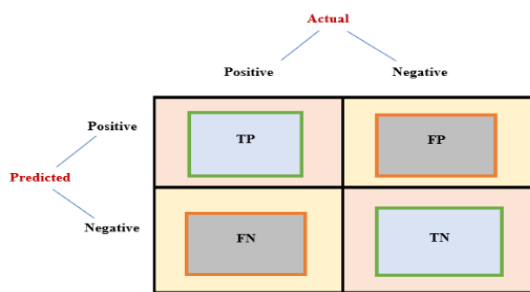 Actual
Positive Negative
Positive TP FP
Predicted
Negative FN TN